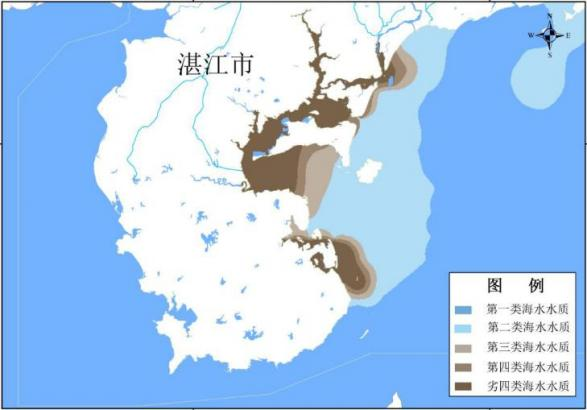 N
W E
S
湛江市
图 例
第一类海水水质
第二类海水水质
第三类海水水质
第四类海水水质
劣四类海水水质